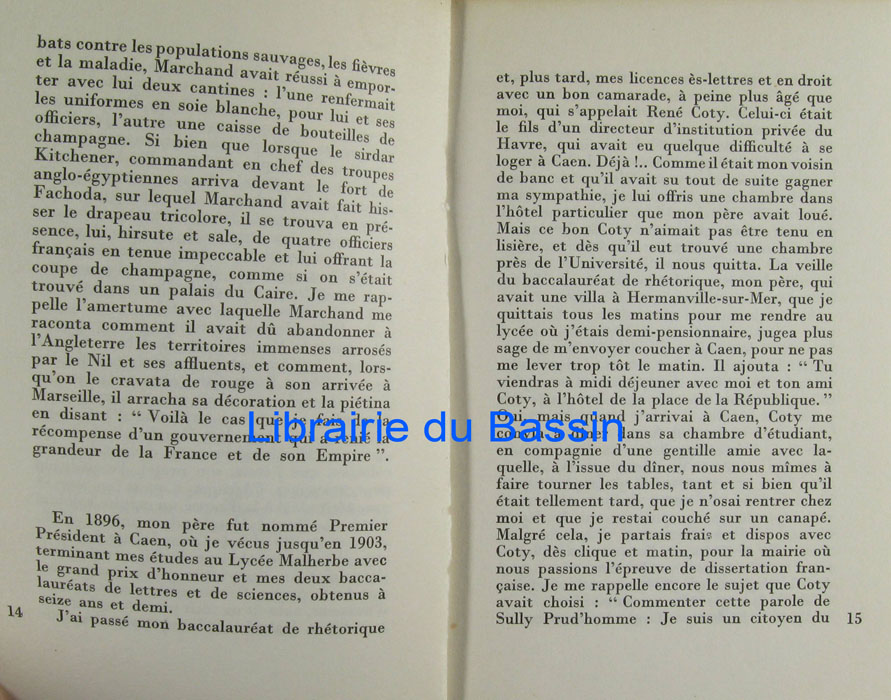 bats contre les populations sauvages, les fièvres
et la maladie, Marchand avait réussi à empor-
ter avec lui deux cantines : l'une renfermait
les uniformes en soie blanche, pour lui et ses
officiers, l'autre une caisse de bouteilles de
champagne. Si bien que lorsque le sirdar
Kitchener, commandant en chef des troupes
anglo-égyptiennes arriva devant le fort de
Fachoda, sur lequel Marchand avait fait his-
ser le drapeau tricolore, il se trouva en pré-
sence, lui, hirsute et sale, de quatre officiers
français en tenue impeccable et lui offrant la
coupe de champagne, comme si on s'était
trouvé dans un palais du Caire. Je me rap-
pelle l'amertume avec laquelle Marchand me
raconta comment il avait dû abandonner à
l'Angleterre les territoires immenses arrosés
par le Nil et ses affluents, et comment, lors-
qu'on le cravata de rouge à son arrivée à
Marseille, il arracha sa décoration et la piétina
en disant : “ Voilà le cas que je fais de la
récompense d'un gouvernement qui a renié la
grandeur de la France et de son Empire ”.
En 1896, mon père fut nommé Premier
Président à Caen, où je vécus jusqu'en 1903,
terminant mes études au Lycée Malherbe avec
le grand prix d'honneur et mes deux bacca-
lauréats de lettres et de sciences, obtenus à
seize ans et demi.
J'ai passé mon baccalauréat de rhétorique
14
et, plus tard, mes licences ès-lettres et en droit
avec un bon camarade, à peine plus âgé que
moi, qui s'appelait René Coty. Celui-ci était
le fils d'un directeur d'institution privée du
Havre, qui avait eu quelque difficulté à se
loger à Caen. Déjà !.. Comme il était mon voisin
de banc et qu'il avait su tout de suite gagner
ma sympathie, je lui offris une chambre dans
l'hôtel particulier que mon père avait loué.
Mais ce bon Coty n'aimait pas être tenu en
lisière, et dès qu'il eut trouvé une chambre
près de l'Université, il nous quitta. La veille
du baccalauréat de rhétorique, mon père, qui
avait une villa à Hermanville-sur-Mer, que je
quittais tous les matins pour me rendre au
lycée où j'étais demi-pensionnaire, jugea plus
sage de m'envoyer coucher à Caen, pour ne pas
me lever trop tôt le matin. Il ajouta : “ Tu
viendras à midi déjeuner avec moi et ton ami
Coty, à l'hôtel de la place de la République. ”
Oui, mais quand j'arrivai à Caen, Coty me
convia à dîner dans sa chambre d'étudiant,
en compagnie d'une gentille amie avec la-
quelle, à l'issue du dîner, nous nous mîmes à
faire tourner les tables, tant et si bien qu'il
était tellement tard, que je n'osai rentrer chez
moi et que je restai couché sur un canapé.
Malgré cela, je partais frais et dispos avec
Coty, dès clique et matin, pour la mairie où
nous passions l'épreuve de dissertation fran-
çaise. Je me rappelle encore le sujet que Coty
avait choisi : “ Commenter cette parole de
Sully Prud'homme : Je suis un citoyen du
15
Librairie du Bassin